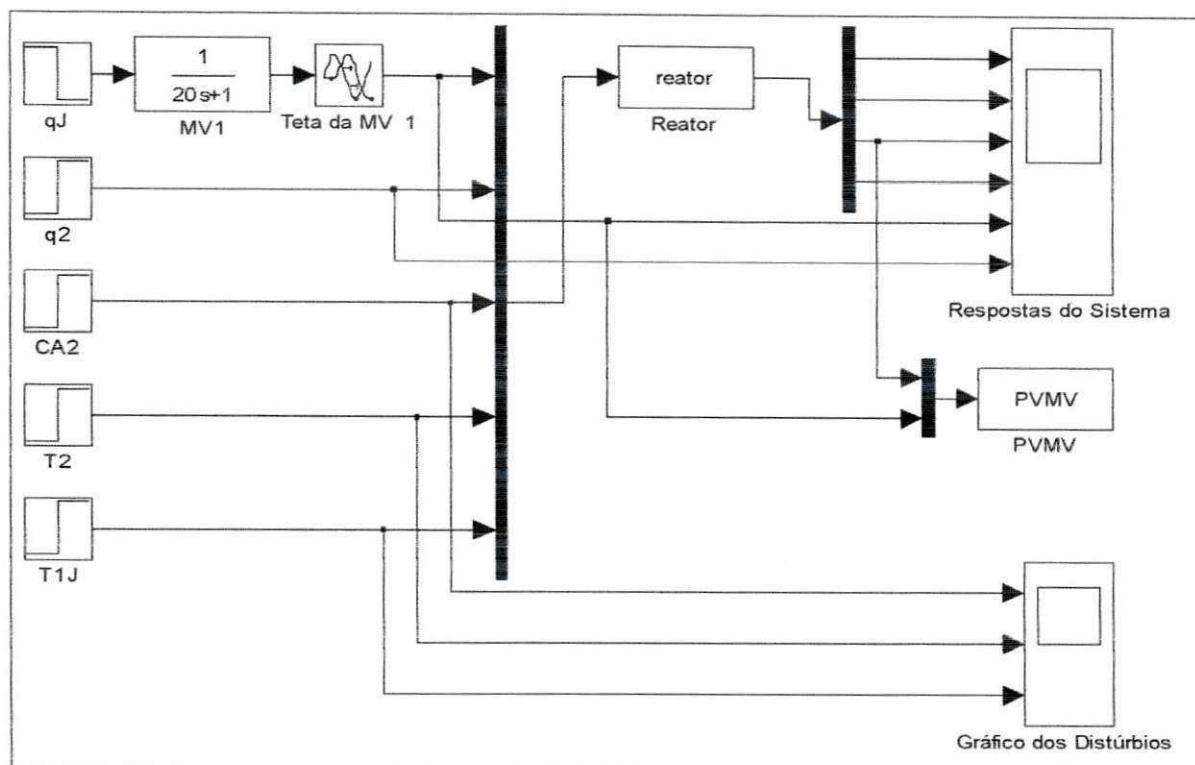 qJ
1
20s+1
MV1
Teta da MV 1
reator
Reator
q2
CA2
Respostas do Sistema
T2
PVMV
PVMV
T1J
Gráfico dos Distúrbios